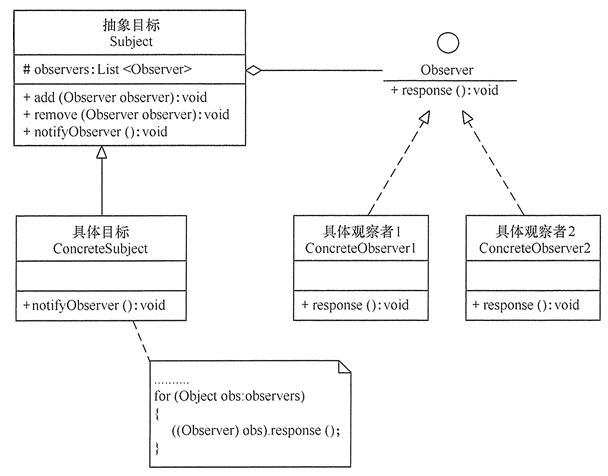 抽象目标
Subject
# observers:List <Observer>
+ add (Observer observer):void
+ remove (Observer observer):void
+ notifyObserver ():void
Observer
+ response ():void
具体目标
ConcreteSubject
+notifyObserver ():void
具体观察者1
ConcreteObserver1
+ response ():void
具体观察者2
ConcreteObserver2
+ response ():void
..........
for (Object obs:observers)
{
((Observer) obs).response ();
}